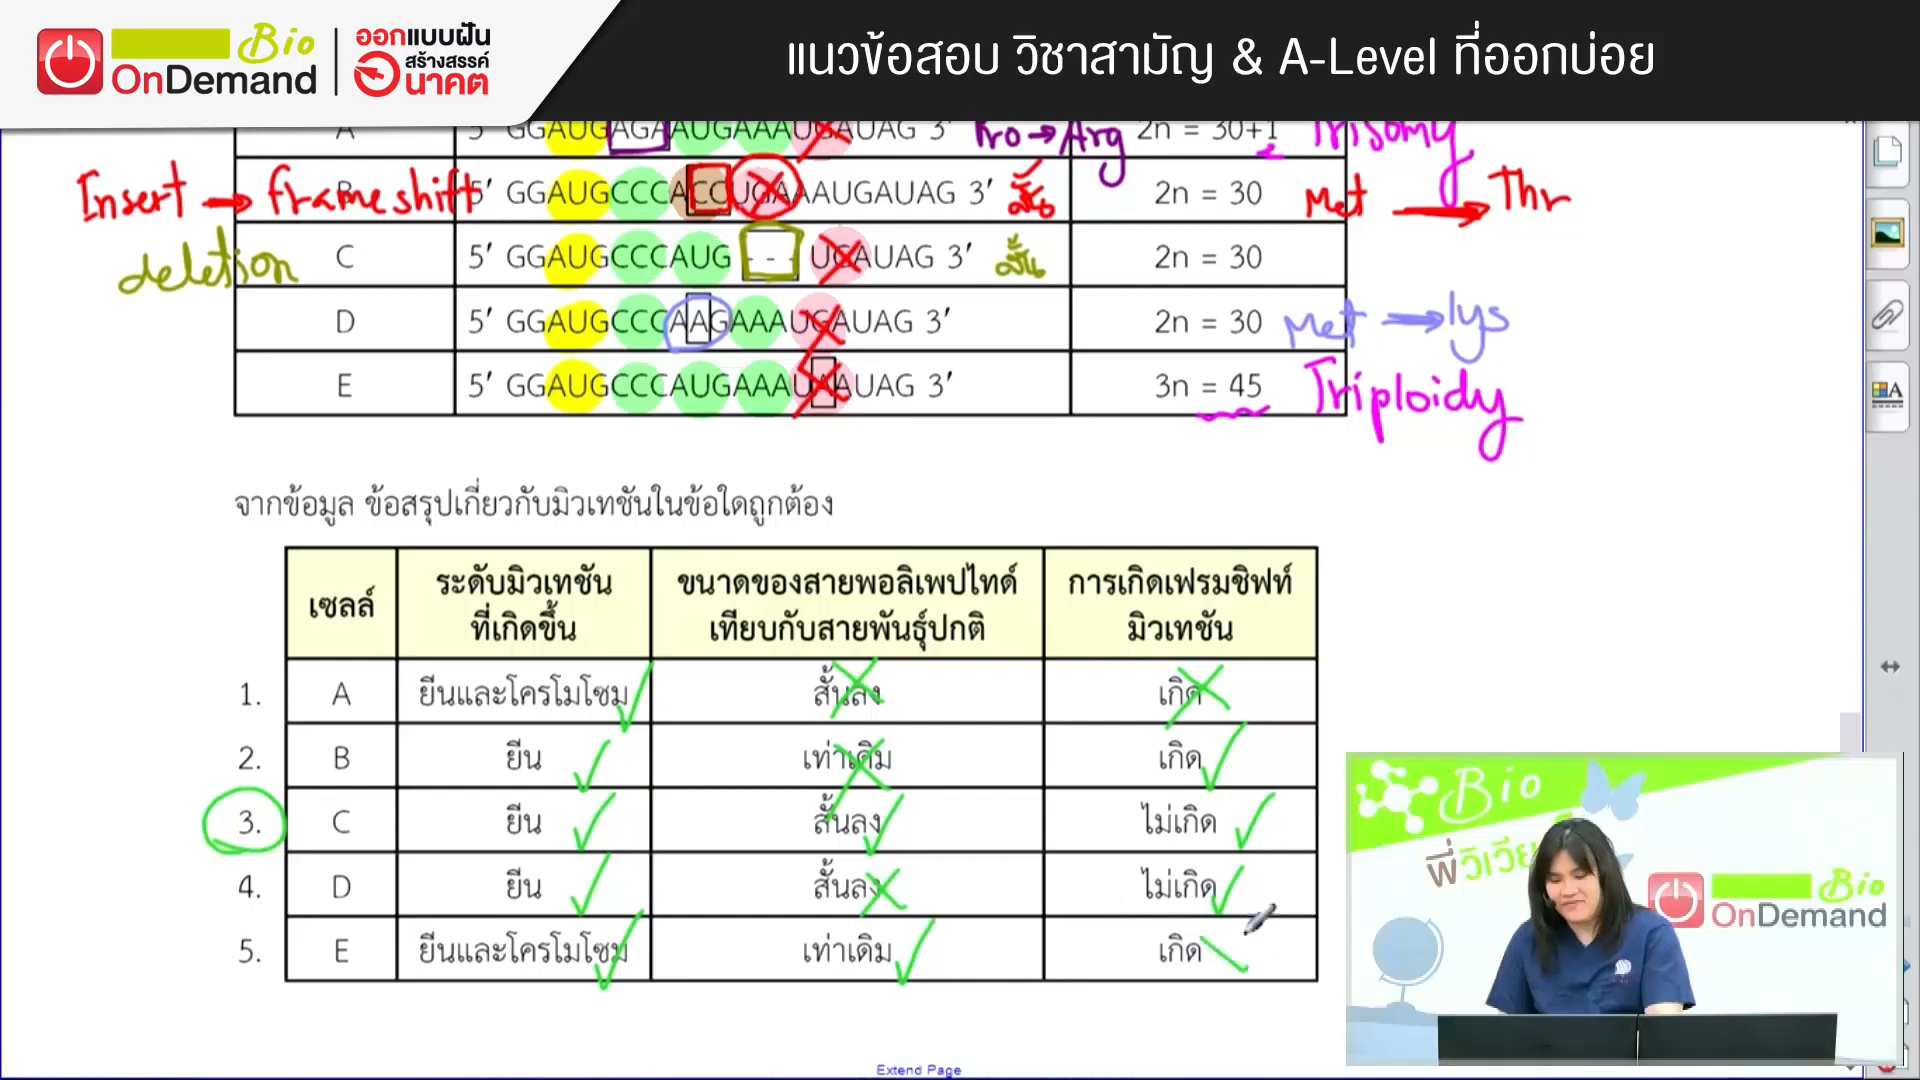 Bio
OnDemand
ออกแบบฝัน
สร้างสรรค์
อนาคต
แนวข้อสอบ วิชาสามัญ & A-Level ที่ออกบ่อย
A 5′ GGAUGAGAAUGAAAUGAUAG 3′ Pro→Arg 2n = 30+1 Trisomy
Insert → frameshift B 5′ GGAUGCCCACCUGAAAUGAUAG 3′ สั้น 2n = 30 Met → Thr
deletion C 5′ GGAUGCCCAUG - - - UGAUAG 3′ สั้น 2n = 30
D 5′ GGAUGCCCAAGAAAUGAUAG 3′ 2n = 30 Met → lys
E 5′ GGAUGCCCAUGAAAUAAUAG 3′ 3n = 45 Triploidy
จากข้อมูล ข้อสรุปเกี่ยวกับมิวเทชันในข้อใดถูกต้อง
เซลล์ ระดับมิวเทชันที่เกิดขึ้น ขนาดของสายพอลิเพปไทด์เทียบกับสายพันธุ์ปกติ การเกิดเฟรมชิฟท์มิวเทชัน
1. A ยีนและโครโมโซม สั้นลง เกิด
2. B ยีน เท่าเดิม เกิด
3. C ยีน สั้นลง ไม่เกิด
4. D ยีน สั้นลง ไม่เกิด
5. E ยีนและโครโมโซม เท่าเดิม เกิด
Bio
พี่วิเวีย
Bio
OnDemand
Extend Page